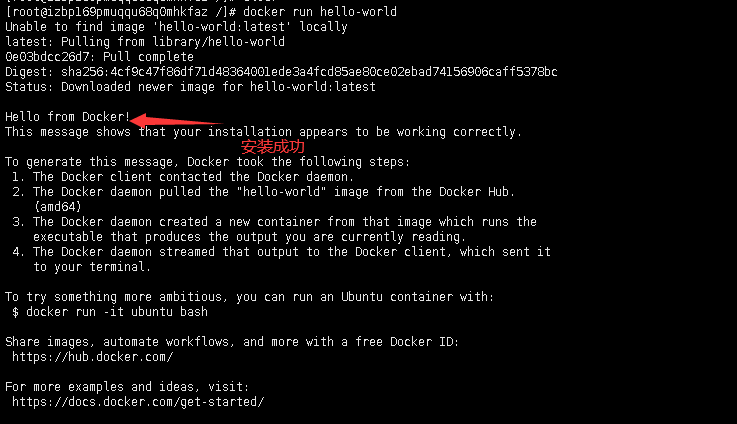 [root@izbp169pmuqqu68q0mhkfaz /]# docker run hello-world
Unable to find image 'hello-world:latest' locally
latest: Pulling from library/hello-world
0e03bdcc26d7: Pull complete
Digest: sha256:4cf9c47f86df71d48364001ede3a4fcd85ae80ce02ebad74156906caff5378bc
Status: Downloaded newer image for hello-world:latest
Hello from Docker!
This message shows that your installation appears to be working correctly.
安装成功
To generate this message, Docker took the following steps:
1. The Docker client contacted the Docker daemon.
2. The Docker daemon pulled the "hello-world" image from the Docker Hub.
(amd64)
3. The Docker daemon created a new container from that image which runs the
executable that produces the output you are currently reading.
4. The Docker daemon streamed that output to the Docker client, which sent it
to your terminal.
To try something more ambitious, you can run an Ubuntu container with:
$ docker run -it ubuntu bash
Share images, automate workflows, and more with a free Docker ID:
https://hub.docker.com/
For more examples and ideas, visit:
https://docs.docker.com/get-started/